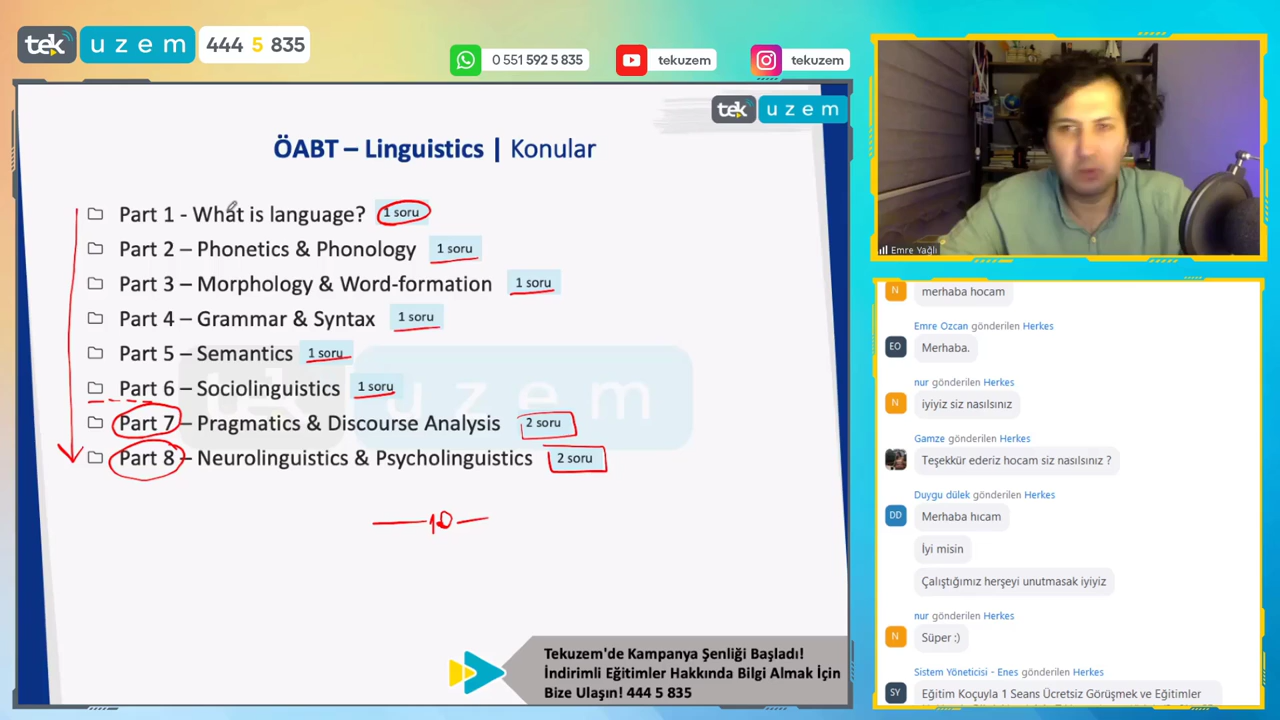 tek uzem 444 5 835
0 551 592 5 835
tekuzem
tekuzem
tek uzem
ÖABT – Linguistics | Konular
Part 1 - What is language? 1 soru
Part 2 – Phonetics & Phonology 1 soru
Part 3 – Morphology & Word-formation 1 soru
Part 4 – Grammar & Syntax 1 soru
Part 5 – Semantics 1 soru
Part 6 – Sociolinguistics 1 soru
Part 7 – Pragmatics & Discourse Analysis 2 soru
Part 8 – Neurolinguistics & Psycholinguistics 2 soru
tek uzem
10
Tekuzem'de Kampanya Şenliği Başladı!
İndirimli Eğitimler Hakkında Bilgi Almak İçin
Bize Ulaşın! 444 5 835
Emre Yağli
N
merhaba hocam
Emre Ozcan gönderilen Herkes
EO
Merhaba.
nur gönderilen Herkes
N
iyiyiz siz nasılsınız
Gamze gönderilen Herkes
Teşekkür ederiz hocam siz nasılsınız ?
Duygu dülek gönderilen Herkes
DD
Merhaba hıcam
İyi misin
Çalıştığımız herşeyi unutmasak iyiyiz
nur gönderilen Herkes
N
Süper :)
Sistem Yöneticisi - Enes gönderilen Herkes
SY
Eğitim Koçuyla 1 Seans Ücretsiz Görüşmek ve Eğitimler